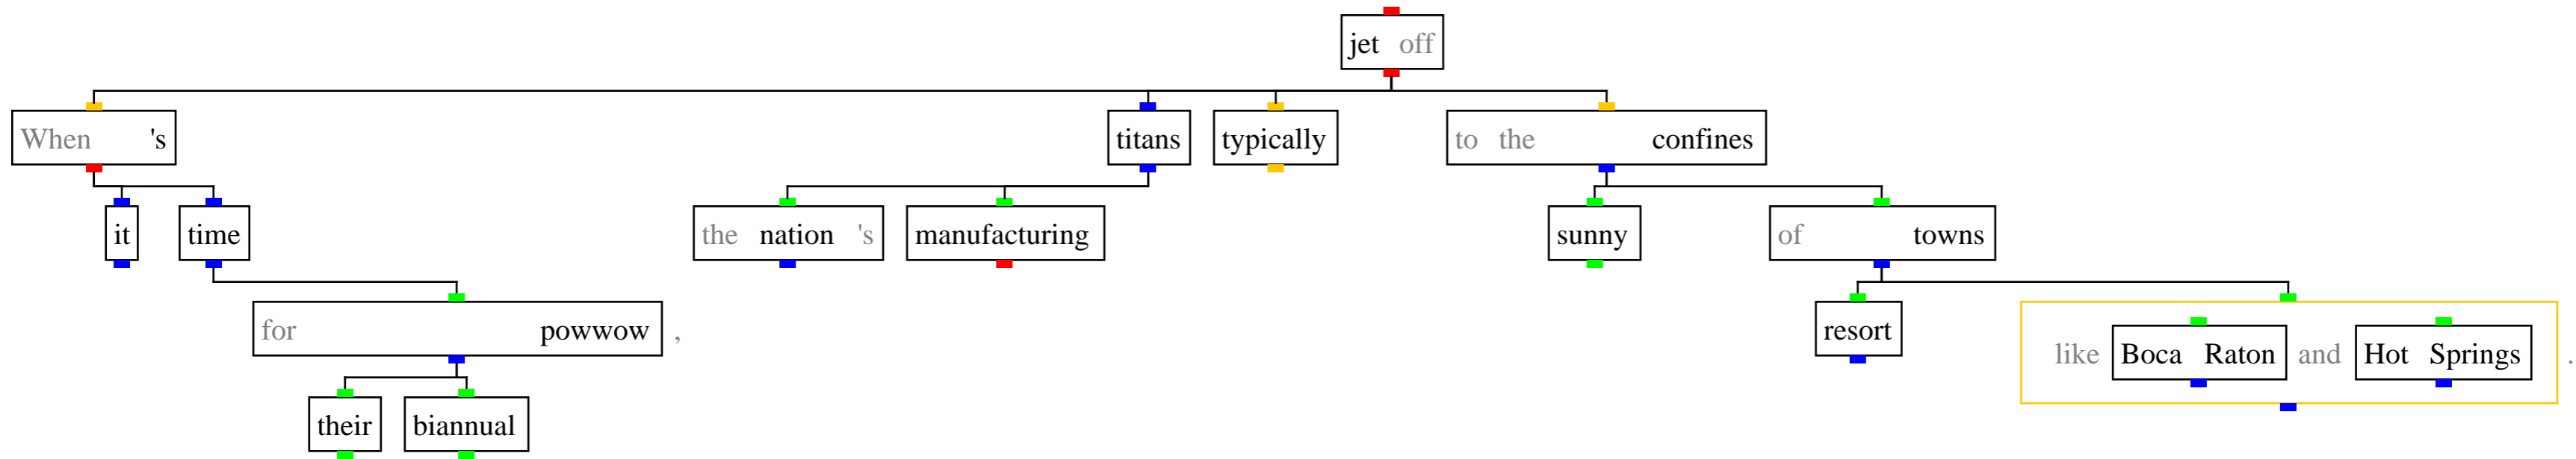 jet off
When 's titans typically to the confines
it time the nation 's manufacturing sunny of towns
for powwow , resort
like Boca Raton and Hot Springs .
their biannual